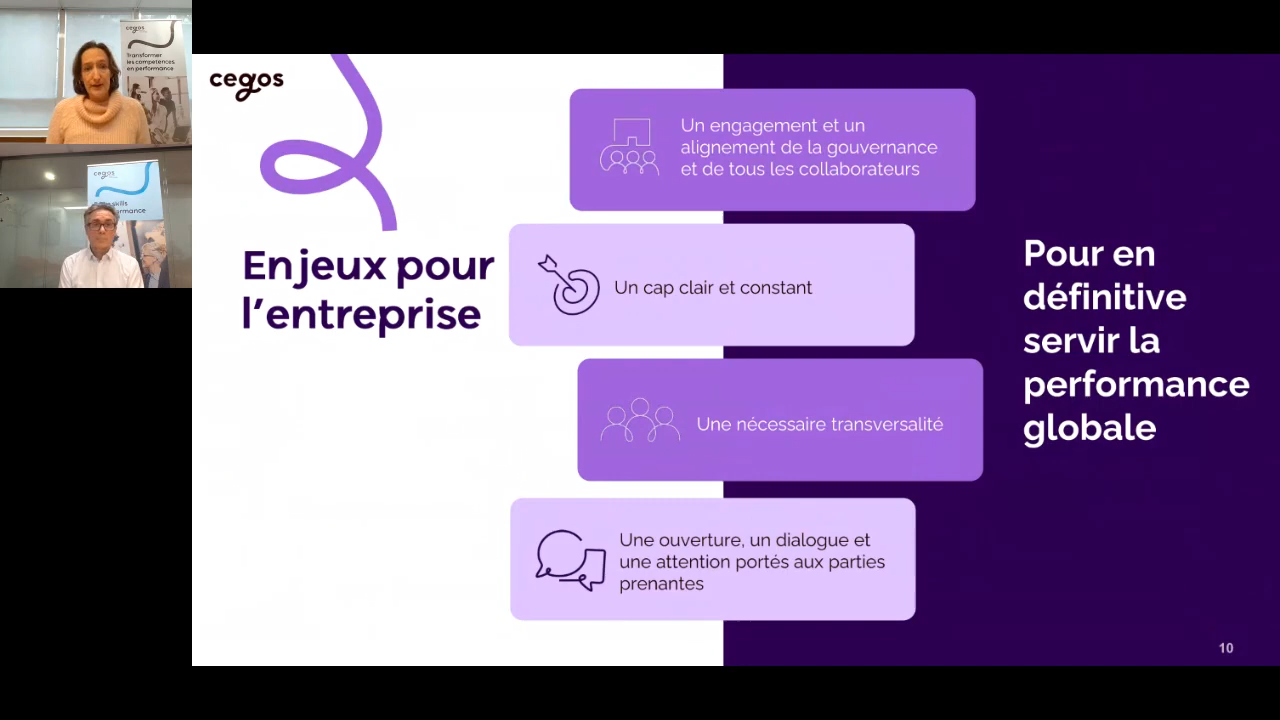 cegos
Transformer
les compétences
en performance
cegos
skills
cegos
Enjeux pour
l'entreprise
Un engagement et un
alignement de la gouvernance
et de tous les collaborateurs
Un cap clair et constant
Une nécessaire transversalité
Une ouverture, un dialogue et
une attention portés aux parties
prenantes
Pour en
définitive
servir la
performance
globale
10